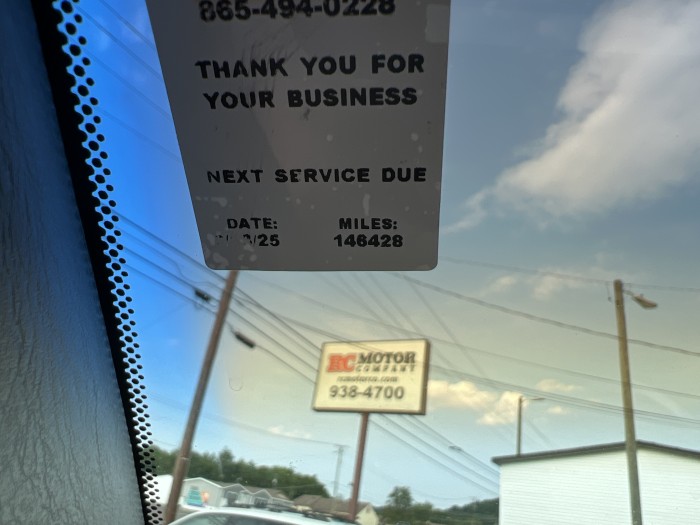 865-494-0228
THANK YOU FOR
YOUR BUSINESS
NEXT SERVICE DUE
DATE: MILES:
146428
RC MOTOR
COMPANY
938-4700